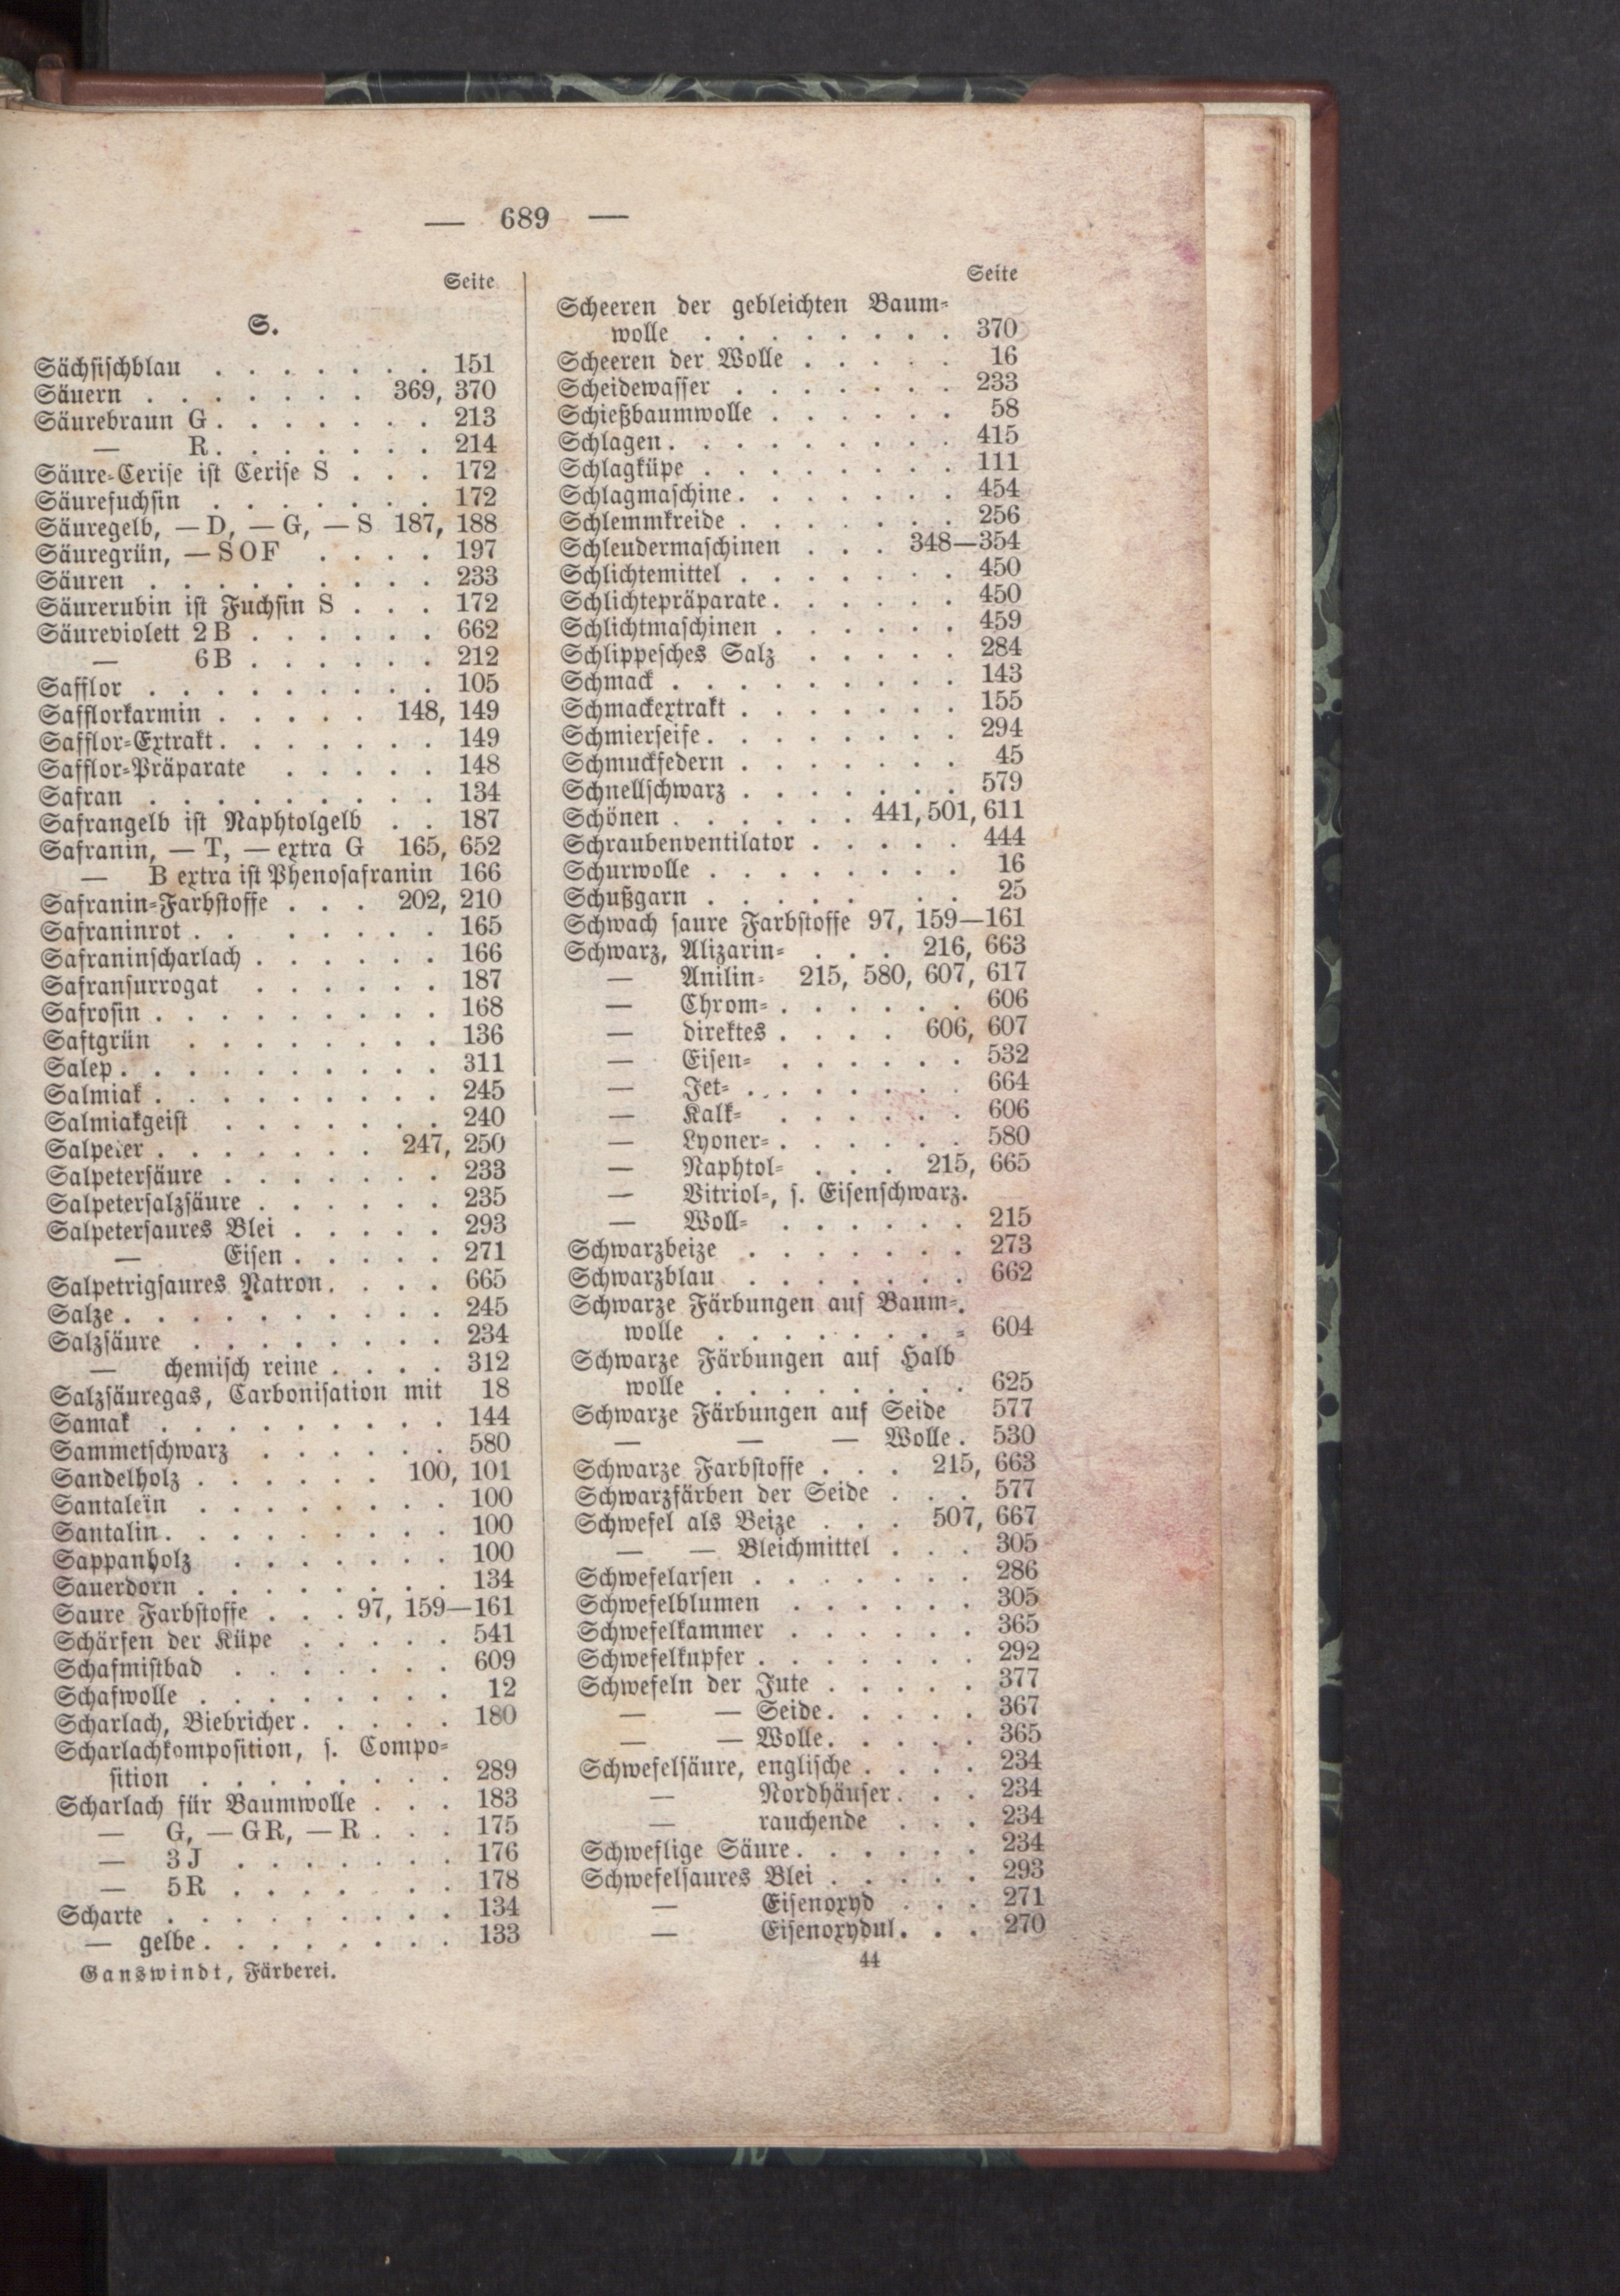 — 689 —
Seite
S.
Sächsischblau . . . . . . . 151
Säuern . . . . . . . 369, 370
Säurebraun G . . . . . . . 213
— R . . . . . . . 214
Säure-Cerise ist Cerise S . . . 172
Säurefuchsin . . . . . . . 172
Säuregelb, — D, — G, — S 187, 188
Säuregrün, — SOF . . . . 197
Säuren . . . . . . . . . 233
Säurerubin ist Fuchsin S . . . 172
Säureviolett 2B . . . . . . 662
— 6B . . . . . . 212
Safflor . . . . . . . . . 105
Safflorkarmin . . . . . 148, 149
Safflor-Extrakt . . . . . . . 149
Safflor-Präparate . . . . . 148
Safran . . . . . . . . . 134
Safrangelb ist Naphtolgelb . . 187
Safranin, — T, — extra G 165, 652
— B extra ist Phenosafranin 166
Safranin-Farbstoffe . . . 202, 210
Safraninrot . . . . . . . 165
Safraninscharlach . . . . . . 166
Safransurrogat . . . . . . 187
Safrosin . . . . . . . . . 168
Saftgrün . . . . . . . . 136
Salep . . . . . . . . . . 311
Salmiak . . . . . . . . . 245
Salmiakgeist . . . . . . . 240
Salpeter . . . . . . . 247, 250
Salpetersäure . . . . . . . 233
Salpetersalzsäure . . . . . . 235
Salpetersaures Blei . . . . . 293
— Eisen . . . . . 271
Salpetrigsaures Natron . . . . 665
Salze . . . . . . . . . . 245
Salzsäure . . . . . . . . 234
— chemisch reine . . . . 312
Salzsäuregas, Carbonisation mit 18
Samak . . . . . . . . . 144
Sammetschwarz . . . . . . 580
Sandelholz . . . . . . 100, 101
Santalein . . . . . . . . 100
Santalin . . . . . . . . . 100
Sappanholz . . . . . . . 100
Sauerdorn . . . . . . . . 134
Saure Farbstoffe . . . 97, 159—161
Schärfen der Küpe . . . . . 541
Schafmistbad . . . . . . . 609
Schafwolle . . . . . . . . 12
Scharlach, Biebricher . . . . . 180
Scharlachkomposition, s. Compo-
sition . . . . . . . . 289
Scharlach für Baumwolle . . . 183
— G, — GR, — R . . . 175
— 3J . . . . . . . 176
— 5R . . . . . . 178
Scharte . . . . . . . . . 134
— gelbe . . . . . . . . 133
Ganswindt, Färberei.
Seite
Scheeren der gebleichten Baum-
wolle . . . . . . . . 370
Scheeren der Wolle . . . . . 16
Scheidewasser . . . . . . . 233
Schießbaumwolle . . . . . . 58
Schlagen . . . . . . . . . 415
Schlagküpe . . . . . . . . 111
Schlagmaschine . . . . . . . 454
Schlemmkreide . . . . . . . 256
Schleudermaschinen . . . 348—354
Schlichtemittel . . . . . . . 450
Schlichtepräparate . . . . . . 450
Schlichtmaschinen . . . . . . 459
Schlippesches Salz . . . . . 284
Schmack . . . . . . . . . 143
Schmackextrakt . . . . . . . 155
Schmierseife . . . . . . . . 294
Schmuckfedern . . . . . . . 45
Schnellschwarz . . . . . . . 579
Schönen . . . . . . 441, 501, 611
Schraubenventilator . . . . . 444
Schurwolle . . . . . . . . 16
Schußgarn . . . . . . . . 25
Schwach saure Farbstoffe 97, 159—161
Schwarz, Alizarin- . . . 216, 663
— Anilin- 215, 580, 607, 617
— Chrom- . . . . . . 606
— direktes . . . . 606, 607
— Eisen- . . . . . . 532
— Jet- . . . . . . . 664
— Kalk- . . . . . . 606
— Lyoner- . . . . . . 580
— Naphtol- . . . 215, 665
— Vitriol-, s. Eisenschwarz.
— Woll- . . . . . . 215
Schwarzbeize . . . . . . . 273
Schwarzblau . . . . . . . 662
Schwarze Färbungen auf Baum-
wolle . . . . . . . . 604
Schwarze Färbungen auf Halb
wolle . . . . . . . . 625
Schwarze Färbungen auf Seide 577
— — — Wolle . 530
Schwarze Farbstoffe . . . 215, 663
Schwarzfärben der Seide . . . 577
Schwefel als Beize . . . 507, 667
— — Bleichmittel . . . 305
Schwefelarsen . . . . . . . 286
Schwefelblumen . . . . . . 305
Schwefelkammer . . . . . . 365
Schwefelkupfer . . . . . . . 292
Schwefeln der Jute . . . . . 377
— — Seide . . . . . 367
— — Wolle . . . . . 365
Schwefelsäure, englische . . . . 234
— Nordhäuser . . . 234
— rauchende . . . 234
Schweflige Säure . . . . . . 234
Schwefelsaures Blei . . . . . 293
— Eisenoxyd . . . 271
— Eisenoxydul . . . 270
44